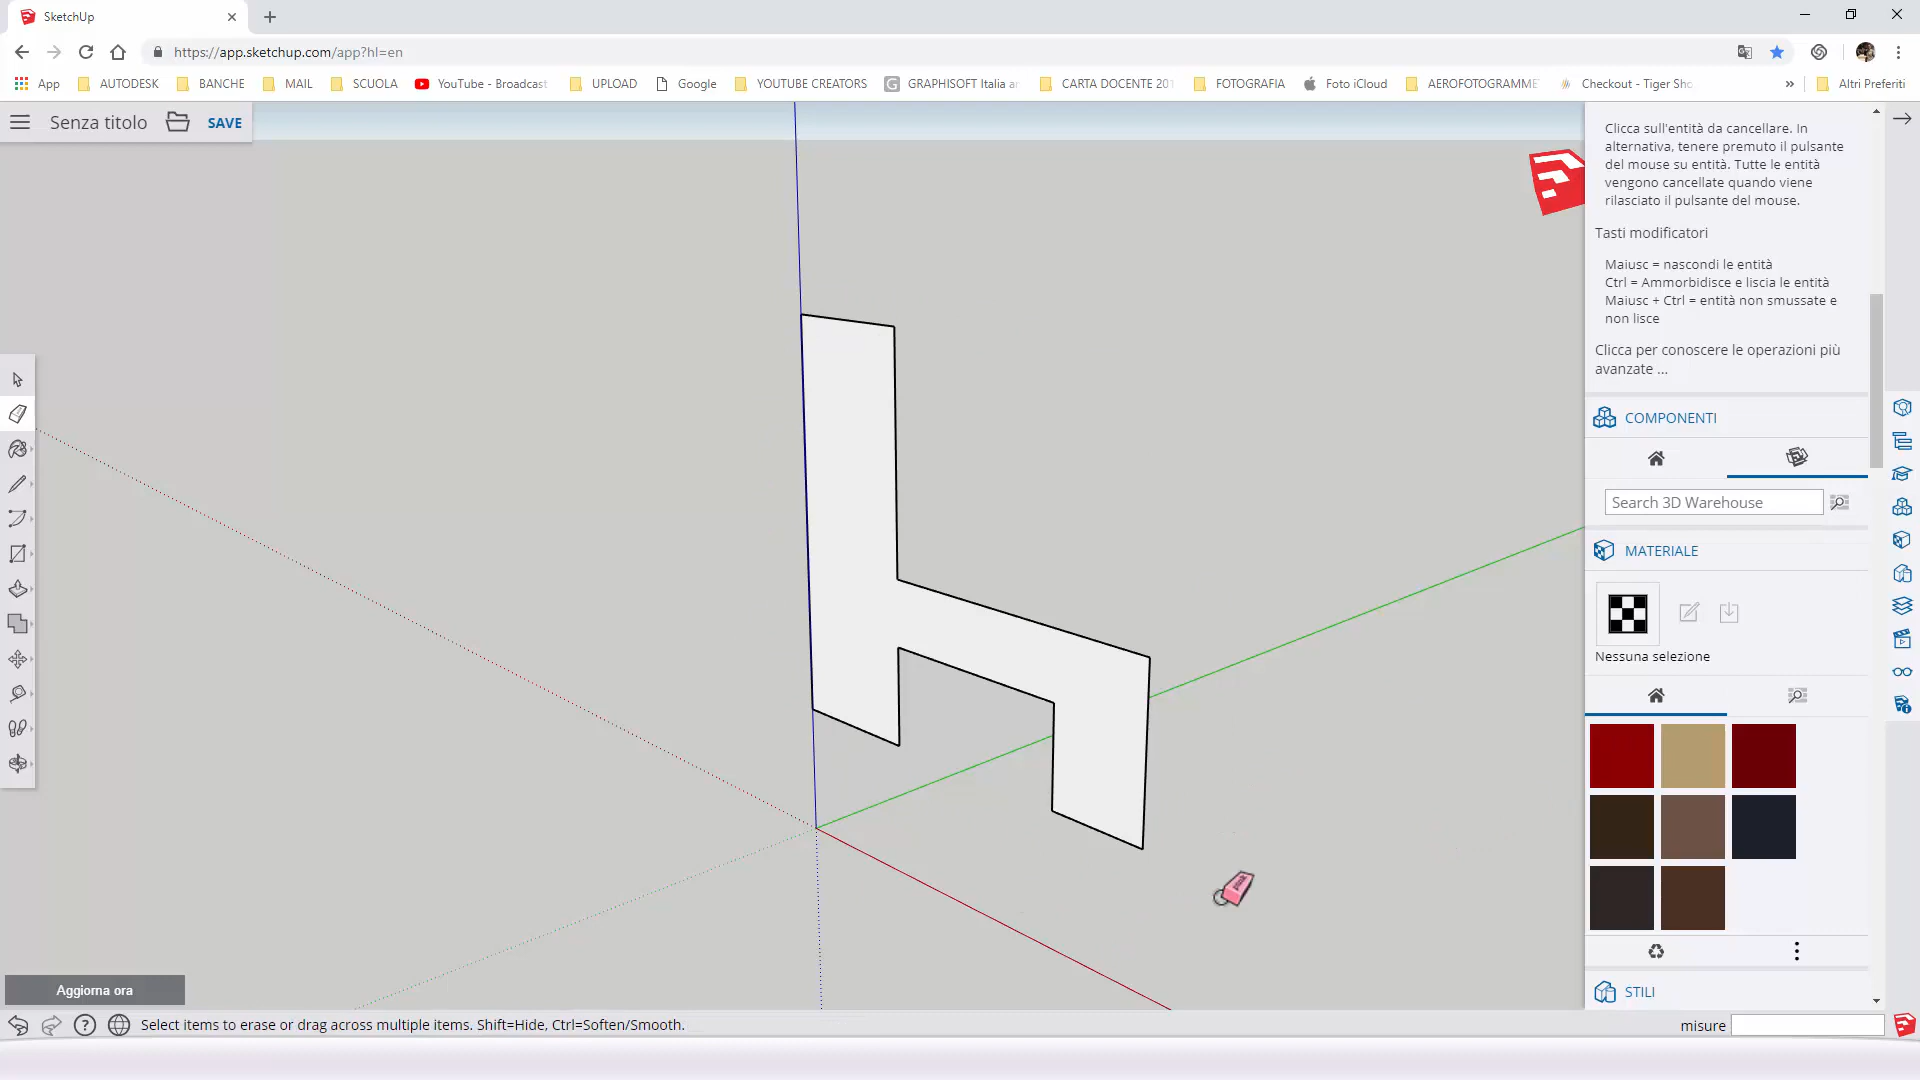 SketchUp
https://app.sketchup.com/app?hl=en
App AUTODESK BANCHE MAIL SCUOLA YouTube - Broadcast UPLOAD Google YOUTUBE CREATORS GRAPHISOFT Italia ar CARTA DOCENTE 201 FOTOGRAFIA Foto iCloud AEROFOTOGRAMME Checkout - Tiger Sho » Altri Preferiti
Senza titolo SAVE
Clicca sull'entità da cancellare. In
alternativa, tenere premuto il pulsante
del mouse su entità. Tutte le entità
vengono cancellate quando viene
rilasciato il pulsante del mouse.
Tasti modificatori
Maiusc = nascondi le entità
Ctrl = Ammorbidisce e liscia le entità
Maiusc + Ctrl = entità non smussate e
non lisce
Clicca per conoscere le operazioni più
avanzate ...
COMPONENTI
Search 3D Warehouse
MATERIALE
Nessuna selezione
STILI
Aggiorna ora
Select items to erase or drag across multiple items. Shift=Hide, Ctrl=Soften/Smooth.
misure